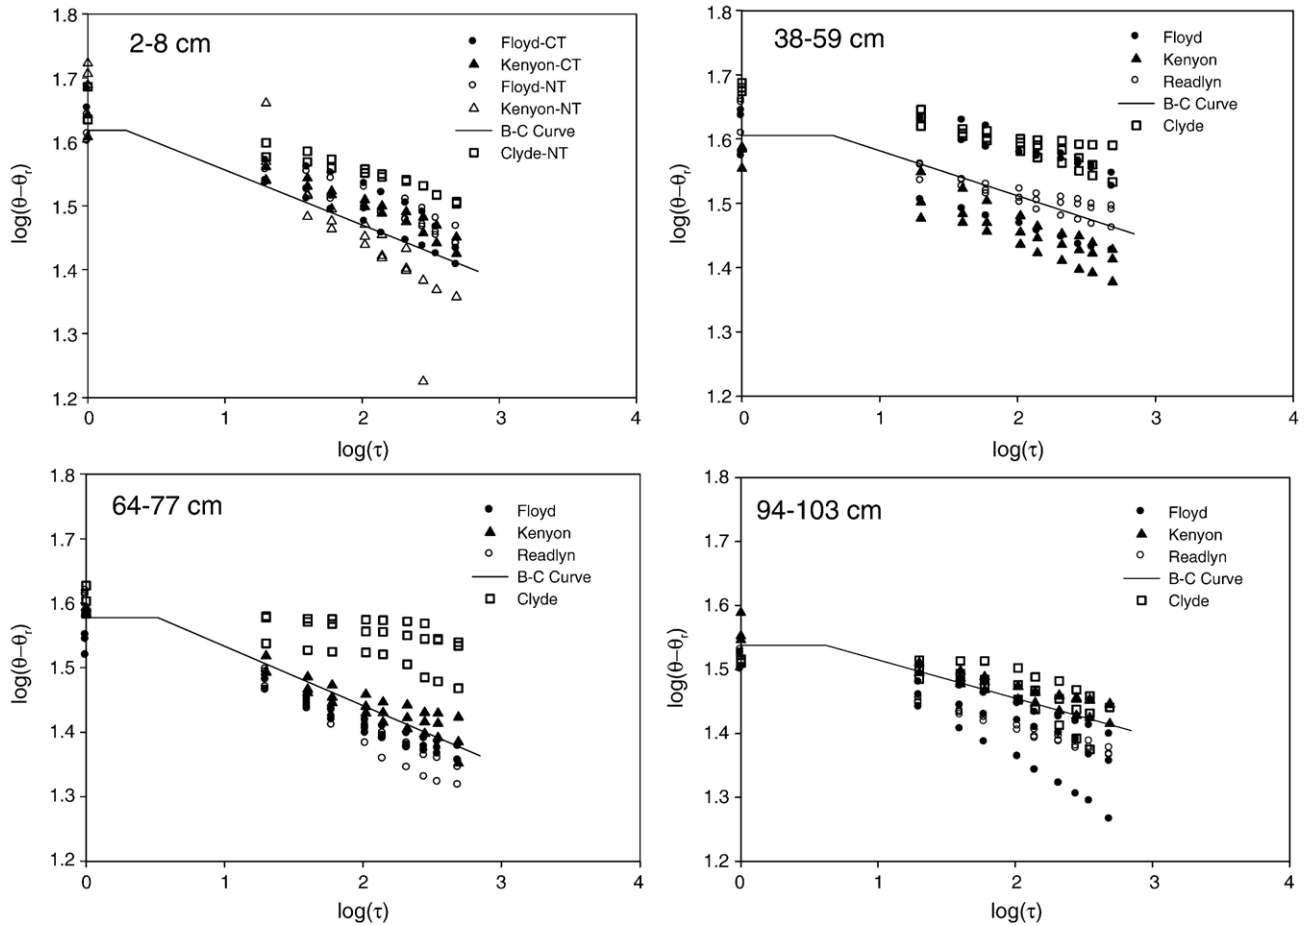 2-8 cm
Floyd-CT
Kenyon-CT
Floyd-NT
Kenyon-NT
B-C Curve
Clyde-NT
1.8
1.7
1.6
1.5
1.4
1.3
1.2
log(θ–θr)
0 1 2 3 4
log(τ)
38-59 cm
Floyd
Kenyon
Readlyn
B-C Curve
Clyde
1.8
1.7
1.6
1.5
1.4
1.3
1.2
log(θ–θr)
0 1 2 3 4
log(τ)
64-77 cm
Floyd
Kenyon
Readlyn
B-C Curve
Clyde
1.8
1.7
1.6
1.5
1.4
1.3
1.2
log(θ–θr)
0 1 2 3 4
log(τ)
94-103 cm
Floyd
Kenyon
Readlyn
B-C Curve
Clyde
1.8
1.7
1.6
1.5
1.4
1.3
1.2
log(θ–θr)
0 1 2 3 4
log(τ)